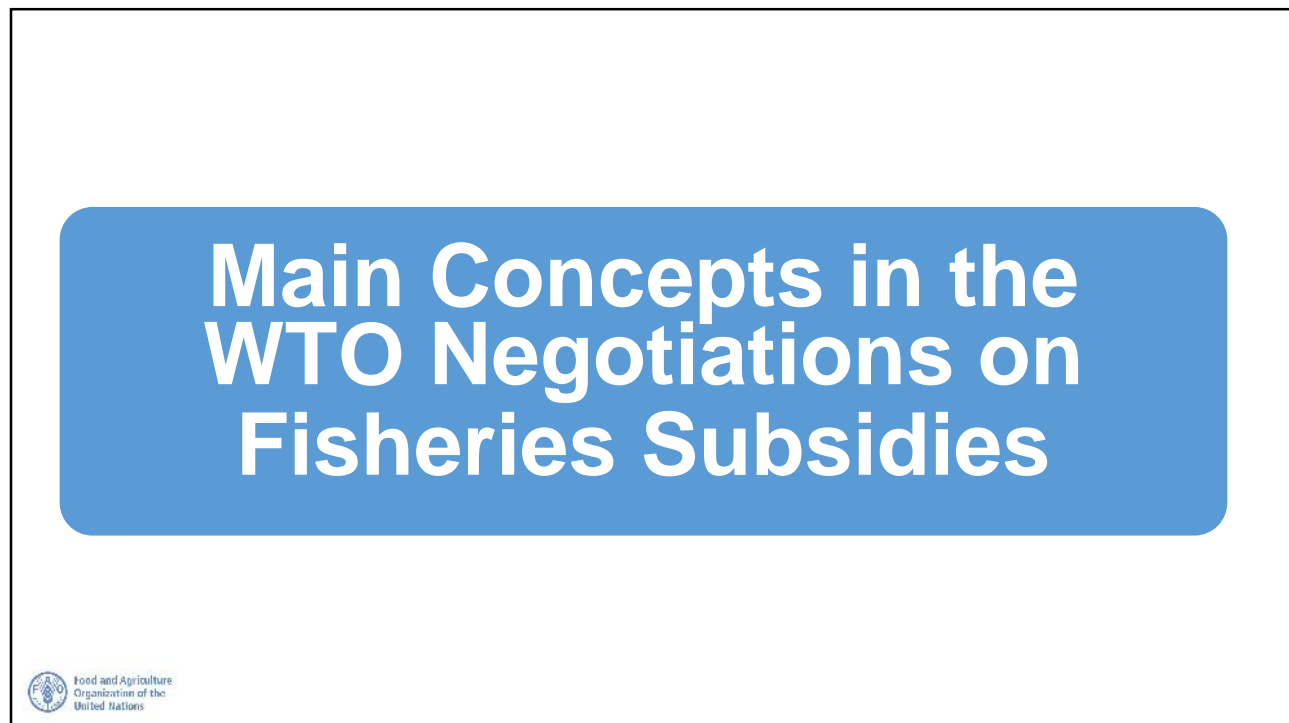 Main Concepts in the
WTO Negotiations on
Fisheries Subsidies
Food and Agriculture
Organization of the
United Nations